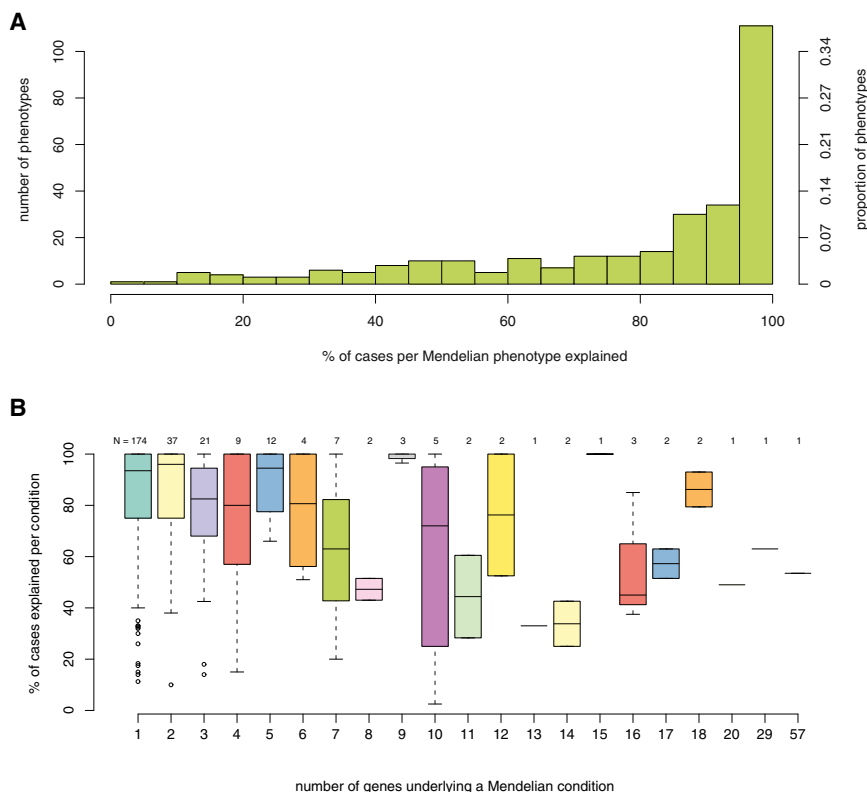 A
number of phenotypes
100
80
60
40
20
0
0.34
0.27
0.21
0.14
0.07
0
proportion of phenotypes
0 20 40 60 80 100
% of cases per Mendelian phenotype explained
B
N = 174 37 21 9 12 4 7 2 3 5 2 2 1 2 1 3 2 2 1 1 1
% of cases explained per condition
100
80
60
40
20
0
1 2 3 4 5 6 7 8 9 10 11 12 13 14 15 16 17 18 20 29 57
number of genes underlying a Mendelian condition